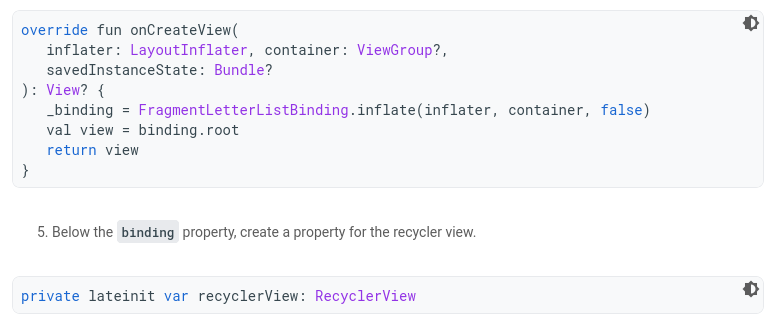 override fun onCreateView(
   inflater: LayoutInflater, container: ViewGroup?,
   savedInstanceState: Bundle?
): View? {
   _binding = FragmentLetterListBinding.inflate(inflater, container, false)
   val view = binding.root
   return view
}
5. Below the binding property, create a property for the recycler view.
private lateinit var recyclerView: RecyclerView